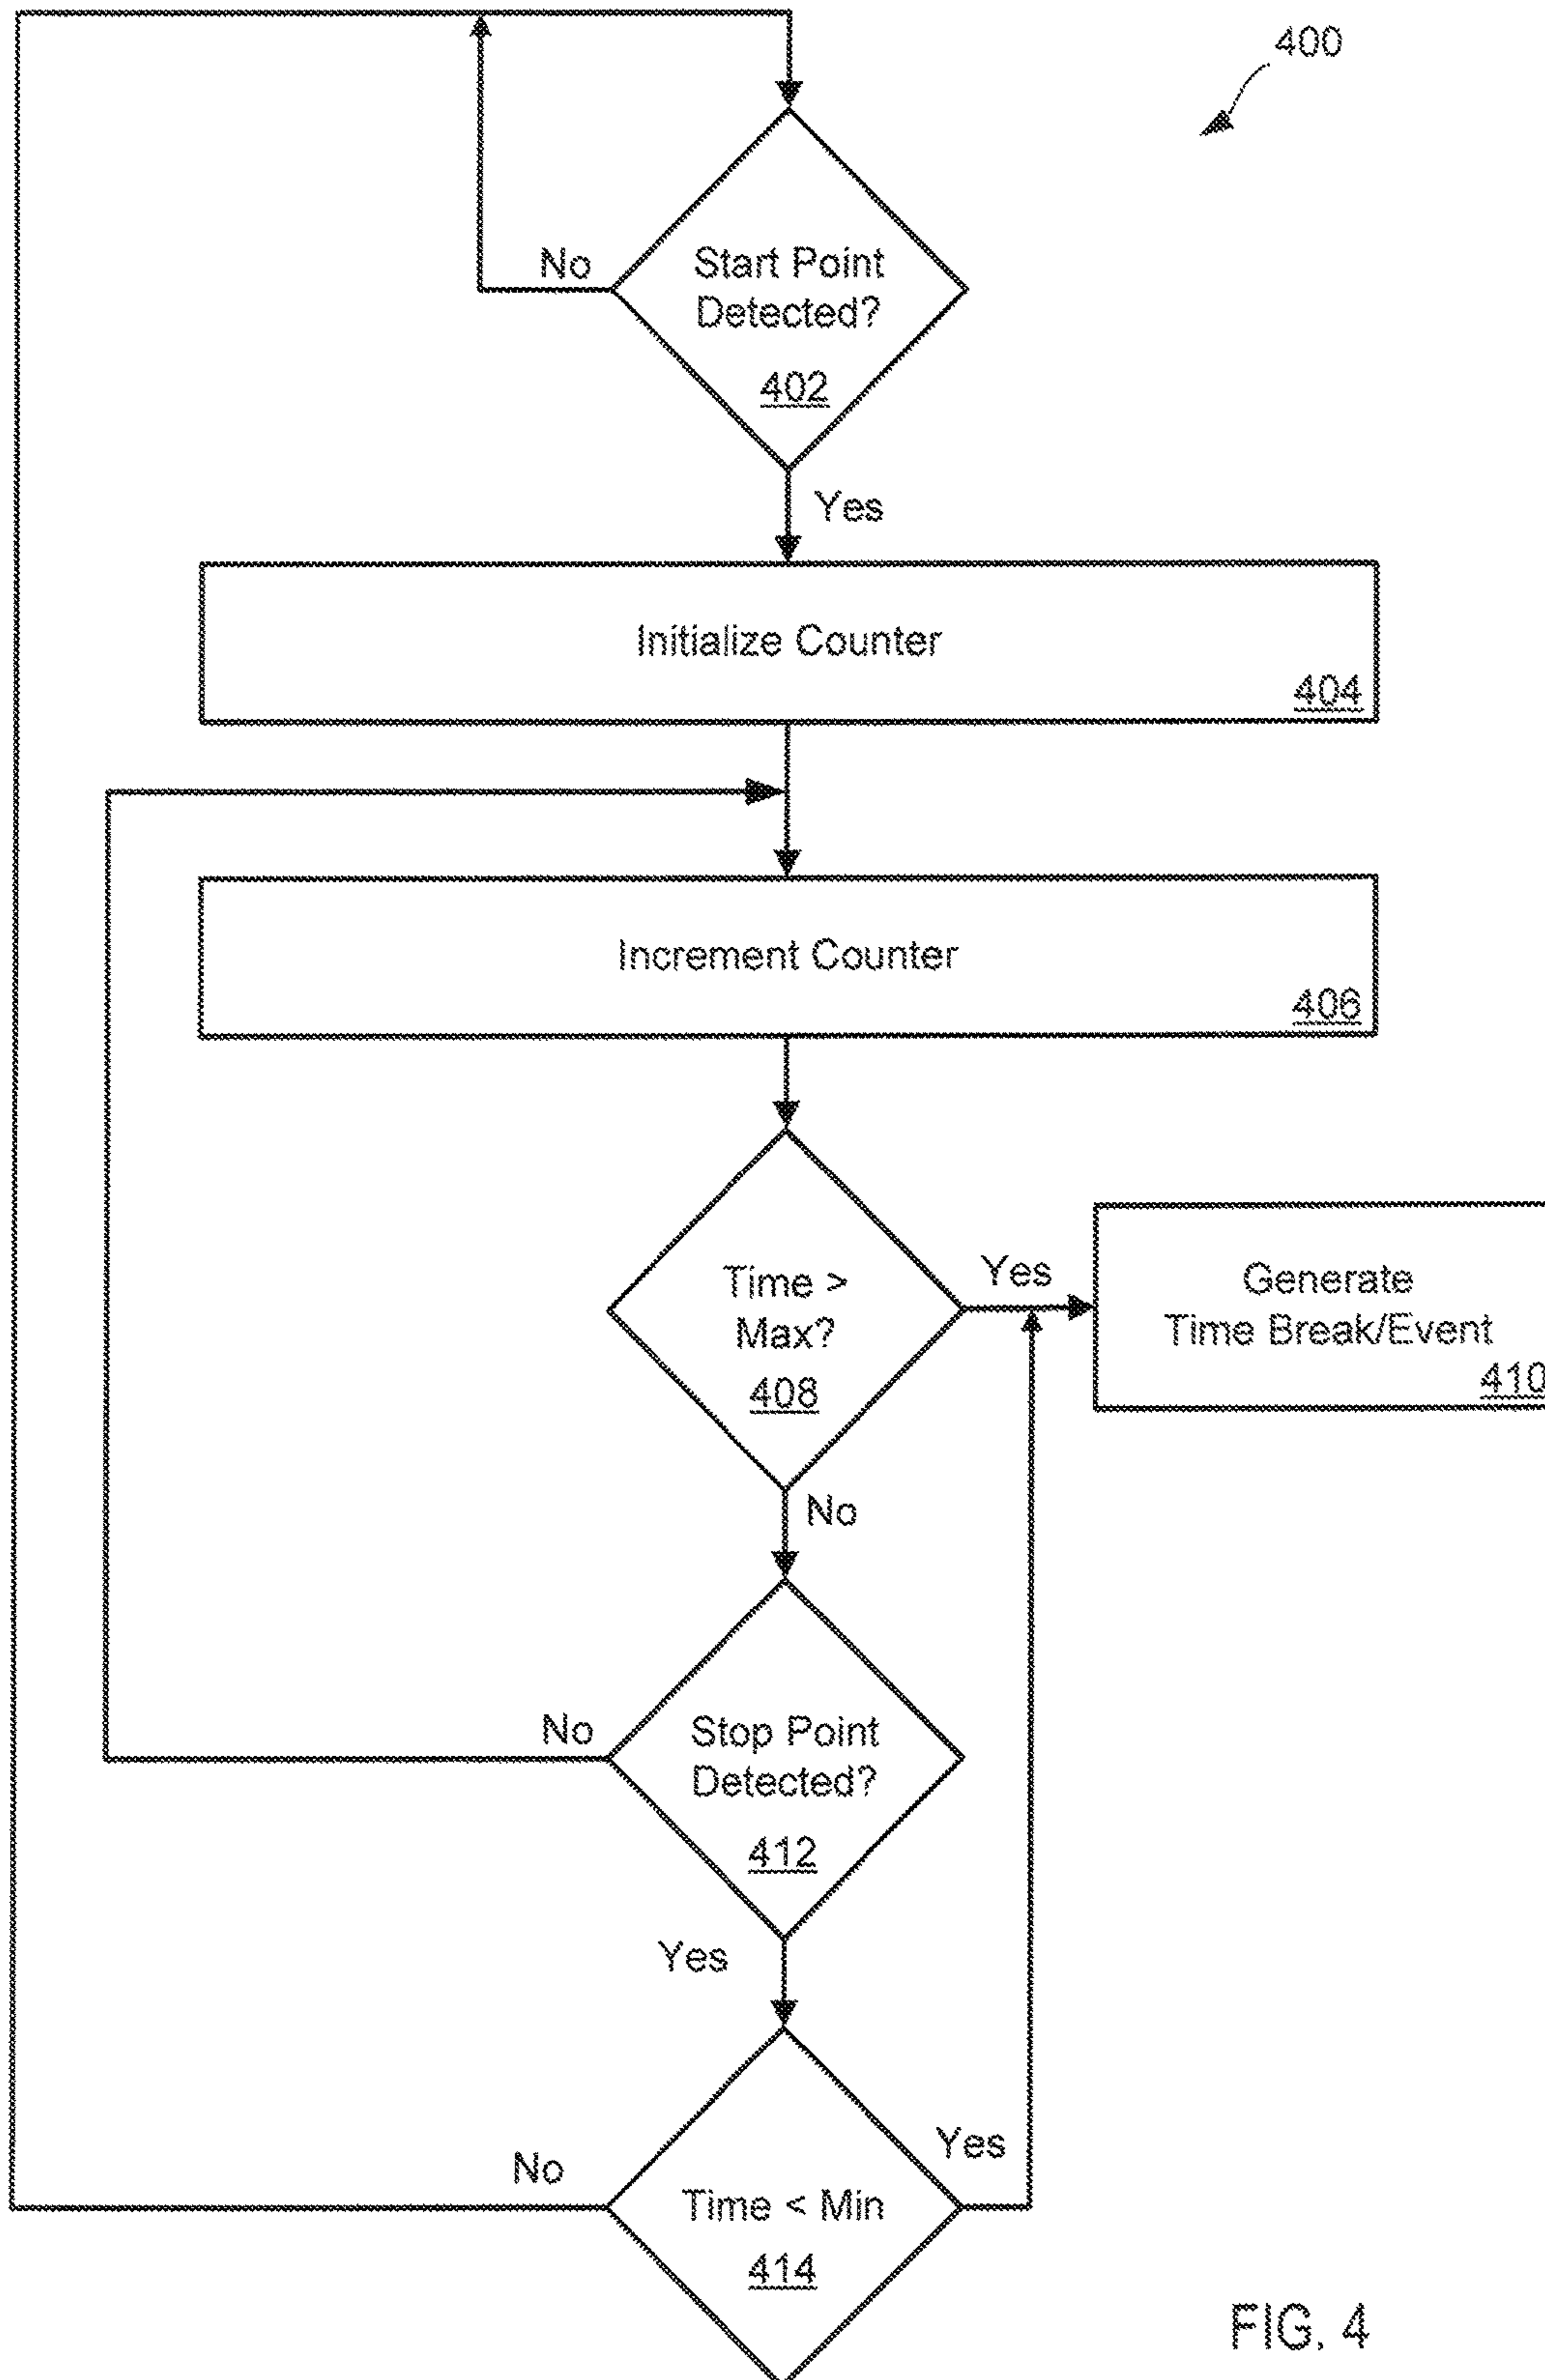 400
No
Start Point
Detected?
402
Yes
Initialize Counter
404
Increment Counter
406
Time >
Max?
408
Yes
Generate
Time Break/Event
410
No
No
Stop Point
Detected?
412
Yes
No
Time < Min
414
Yes
FIG. 4